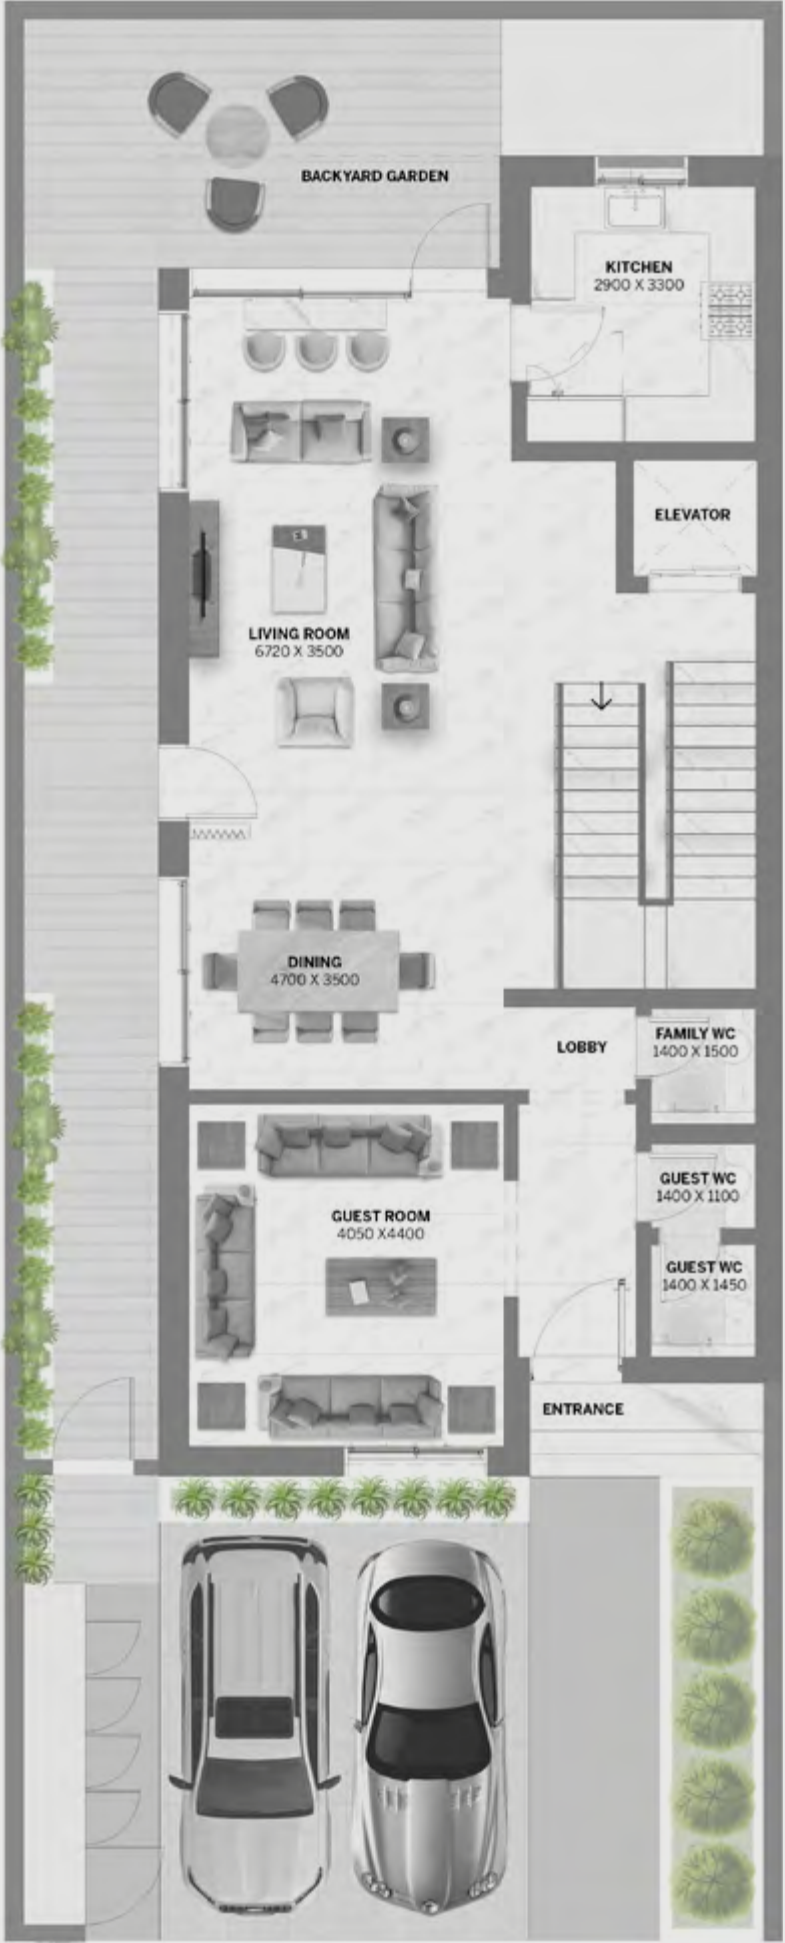 BACKYARD GARDEN
KITCHEN
2900 X 3300
ELEVATOR
LIVING ROOM
6720 X 3500
DINING
4700 X 3500
LOBBY
FAMILY WC
1400 X 1500
GUEST WC
1400 X 1100
GUEST ROOM
4050 X4400
GUEST WC
1400 X 1450
ENTRANCE